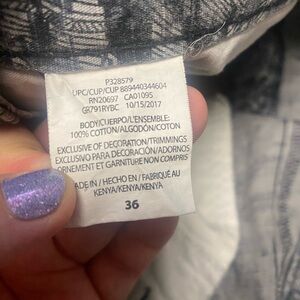 P328579
UPC/CUP/CUP 889440344604
RN20697 CA01095
GR791RYBC 10/15/2017
BODY/CUERPO/L'ENSEMBLE:
100% COTTON/ALGODÓN/COTON
EXCLUSIVE OF DECORATION/TRIMMINGS
EXCLUSIVO PARA DECORACIÓN/ADORNOS
ORNEMENT ET GARNITURE NON COMPRIS
MADE IN / HECHO EN / FABRIQUÉ AU
KENYA/KENYA/KENYA
36